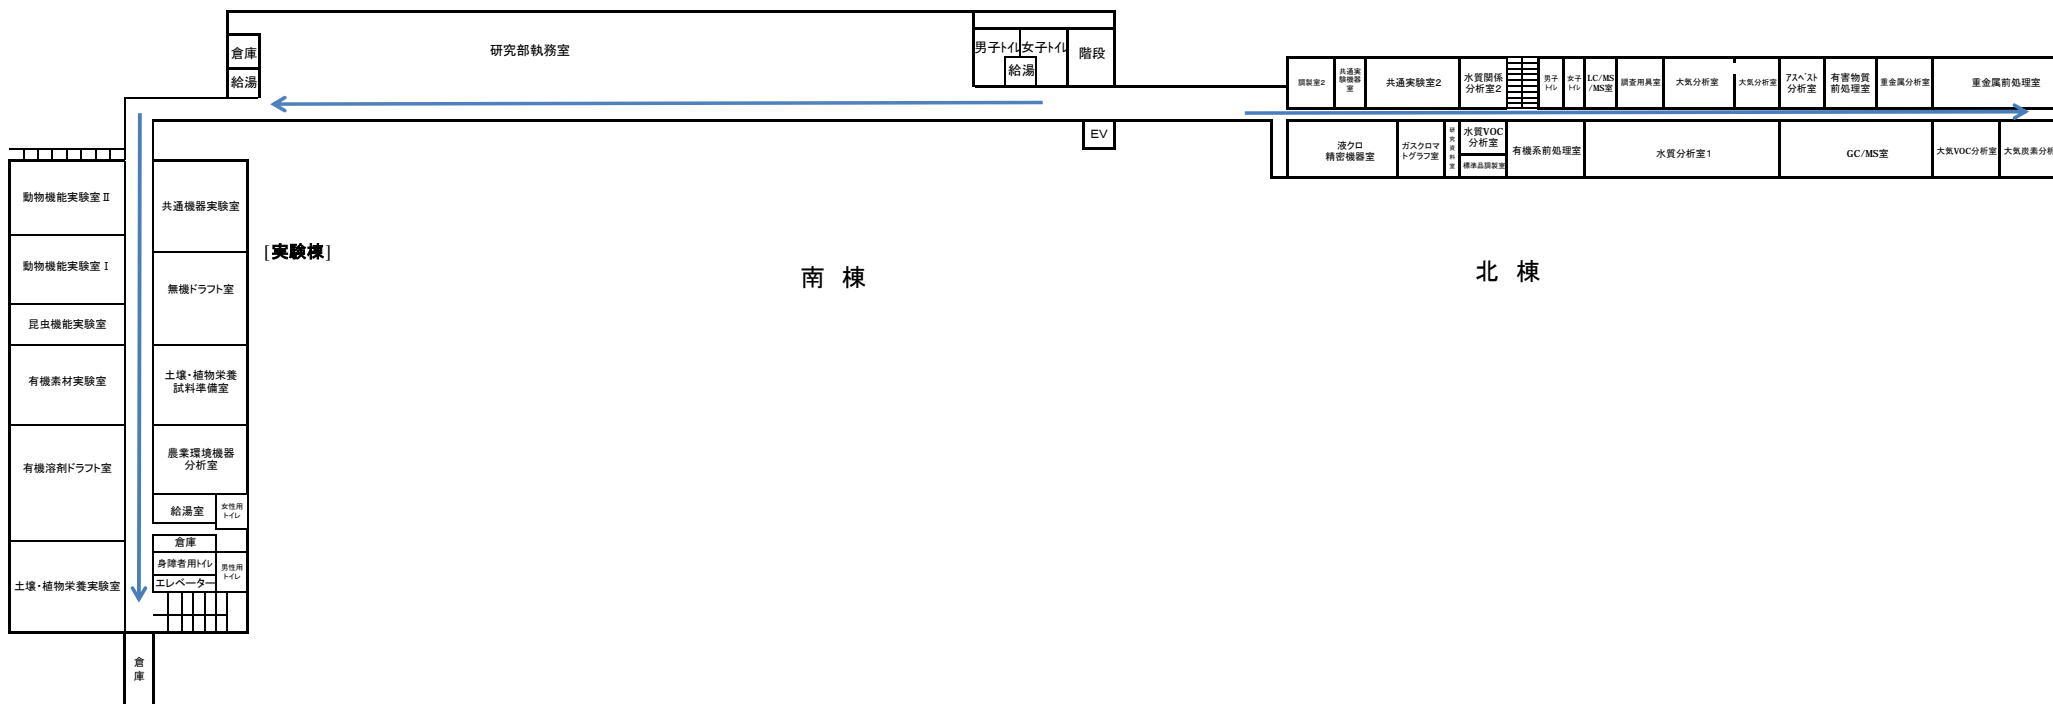 倉庫
給湯
研究部執務室
男子トイレ
女子トイレ
給湯
階段
EV
調製室2
共通実
験機器
室
共通実験室2
水質関係
分析室2
男子
トイレ
女子
トイレ
LC/MS
/MS室
調査用具室
大気分析室
大気分析室
アスベスト
分析室
有害物質
前処理室
重金属分析室
重金属前処理室
液クロ
精密機器室
ガスクロマ
トグラフ室
研
究
資
料
室
水質VOC
分析室
標準品調製室
有機系前処理室
水質分析室1
GC/MS室
大気VOC分析室
大気炭素分析
動物機能実験室Ⅱ
動物機能実験室Ⅰ
昆虫機能実験室
有機素材実験室
有機溶剤ドラフト室
土壌・植物栄養実験室
共通機器実験室
無機ドラフト室
土壌・植物栄養
試料準備室
農業環境機器
分析室
給湯室
女性用
トイレ
倉庫
身障者用トイレ
男性用
トイレ
エレベーター
倉
庫
[実験棟]
南 棟
北 棟